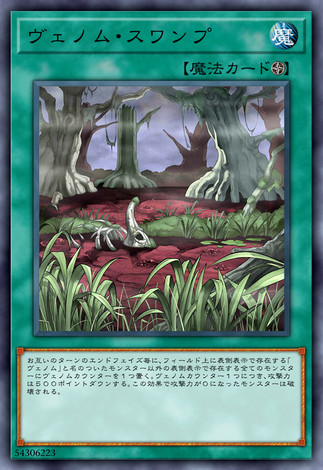 ヴェノム・スワンプ
魔
【魔法カード】
お互いのターンのエンドフェイズ毎に、フィールド上に表側表示で存在する「
ヴェノム」と名のついたモンスター以外の表側表示で存在する全てのモンス
ターにヴェノムカウンターを1つ置く。ヴェノムカウンター1つにつき、攻撃力
は500ポイントダウンする。この効果で攻撃力が0になったモンスターは破
壊される。
54306223